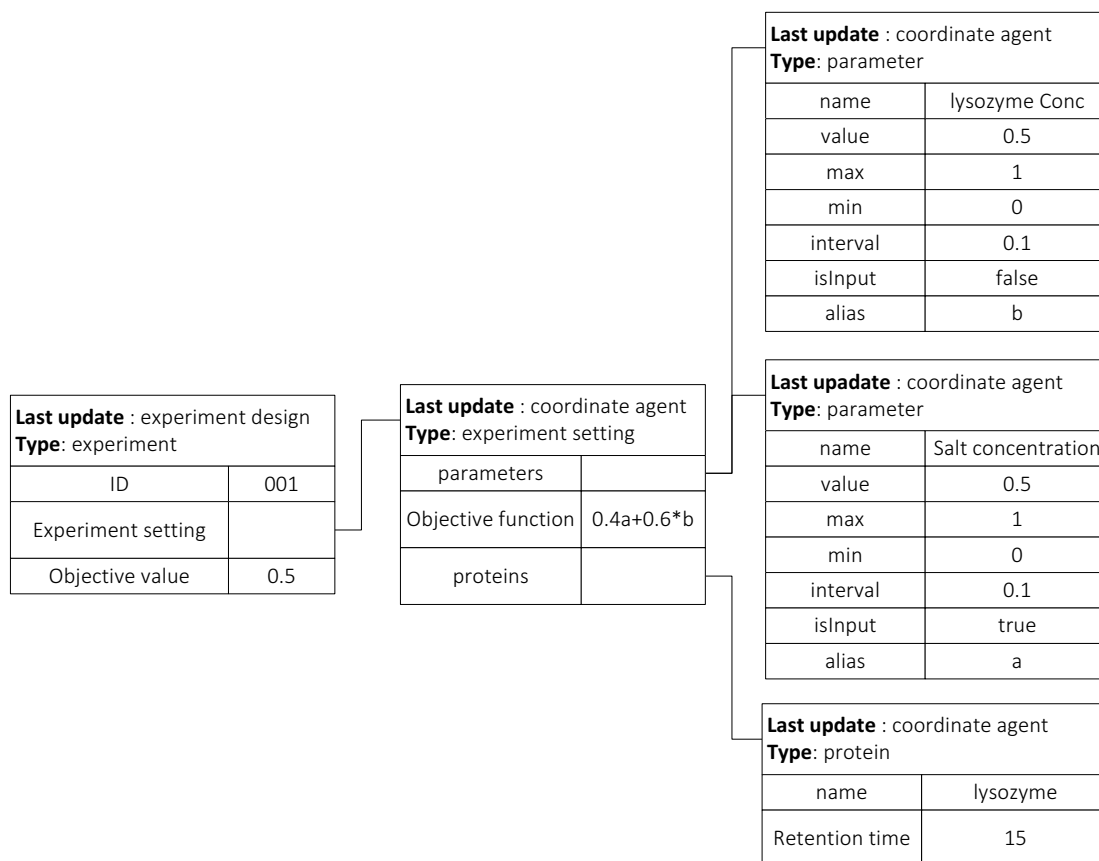 Last update : experiment design
Type: experiment
ID 001
Experiment setting
Objective value 0.5
Last update : coordinate agent
Type: experiment setting
parameters
Objective function 0.4a+0.6*b
proteins
Last update : coordinate agent
Type: parameter
name lysozyme Conc
value 0.5
max 1
min 0
interval 0.1
isInput false
alias b
Last upadate : coordinate agent
Type: parameter
name Salt concentration
value 0.5
max 1
min 0
interval 0.1
isInput true
alias a
Last update : coordinate agent
Type: protein
name lysozyme
Retention time 15